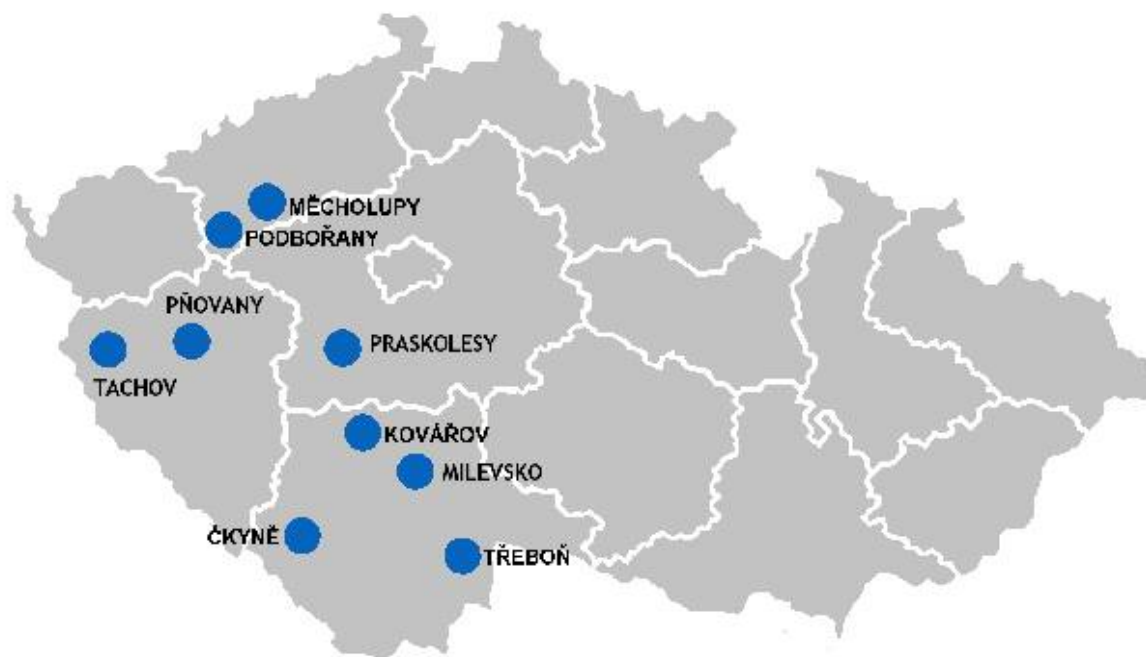 MĚCHOLUPY
PODBOŘANY
PŇOVANY
PRASKOLESY
TACHOV
KOVÁŘOV
MILEVSKO
ČKYNĚ
TŘEBOŇ